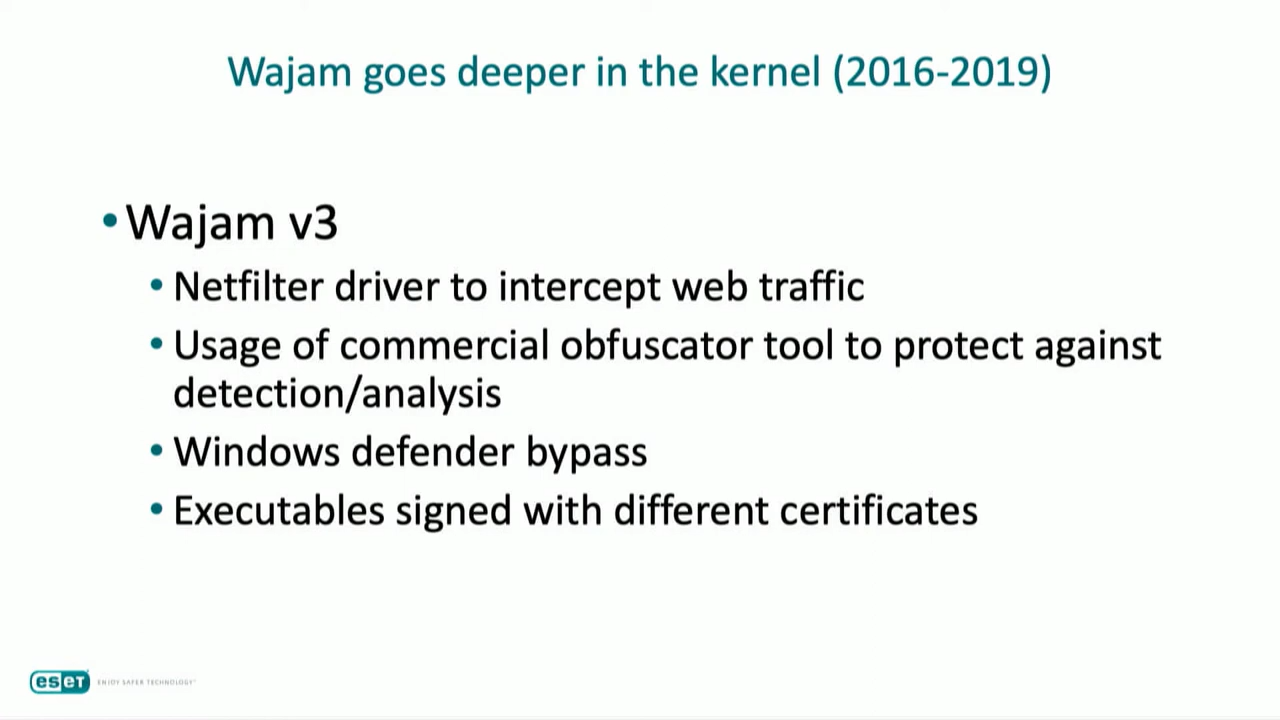 Wajam goes deeper in the kernel (2016-2019)
• Wajam v3
• Netfilter driver to intercept web traffic
• Usage of commercial obfuscator tool to protect against
detection/analysis
• Windows defender bypass
• Executables signed with different certificates
eset ENJOY SAFER TECHNOLOGY™